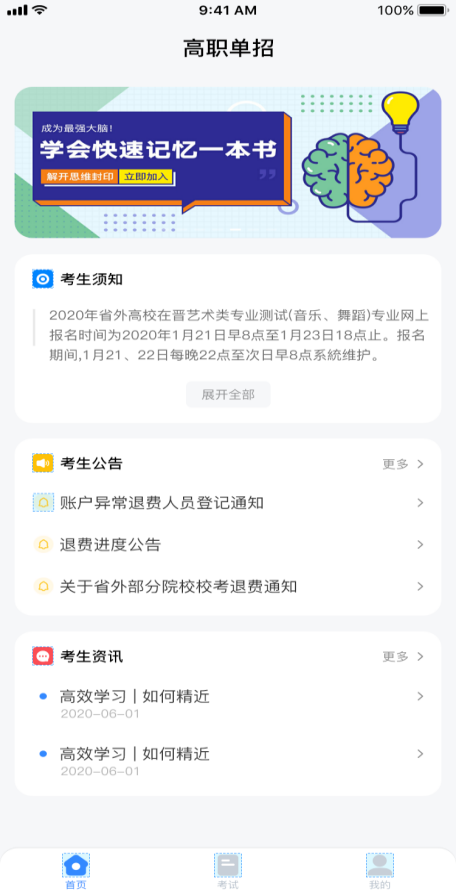 9:41 AM
100%
高职单招
成为最强大脑！
学会快速记忆一本书
解开思维封印 立即加入
考生须知
2020年省外高校在晋艺术类专业测试(音乐、舞蹈)专业网上
报名时间为2020年1月21日早8点至1月23日18点止。报名
期间,1月21、22日每晚22点至次日早8点系统维护。
展开全部
考生公告
更多
账户异常退费人员登记通知
退费进度公告
关于省外部分院校校考退费通知
考生资讯
更多
高效学习丨如何精近
2020-06-01
高效学习丨如何精近
2020-06-01
首页
考试
我的